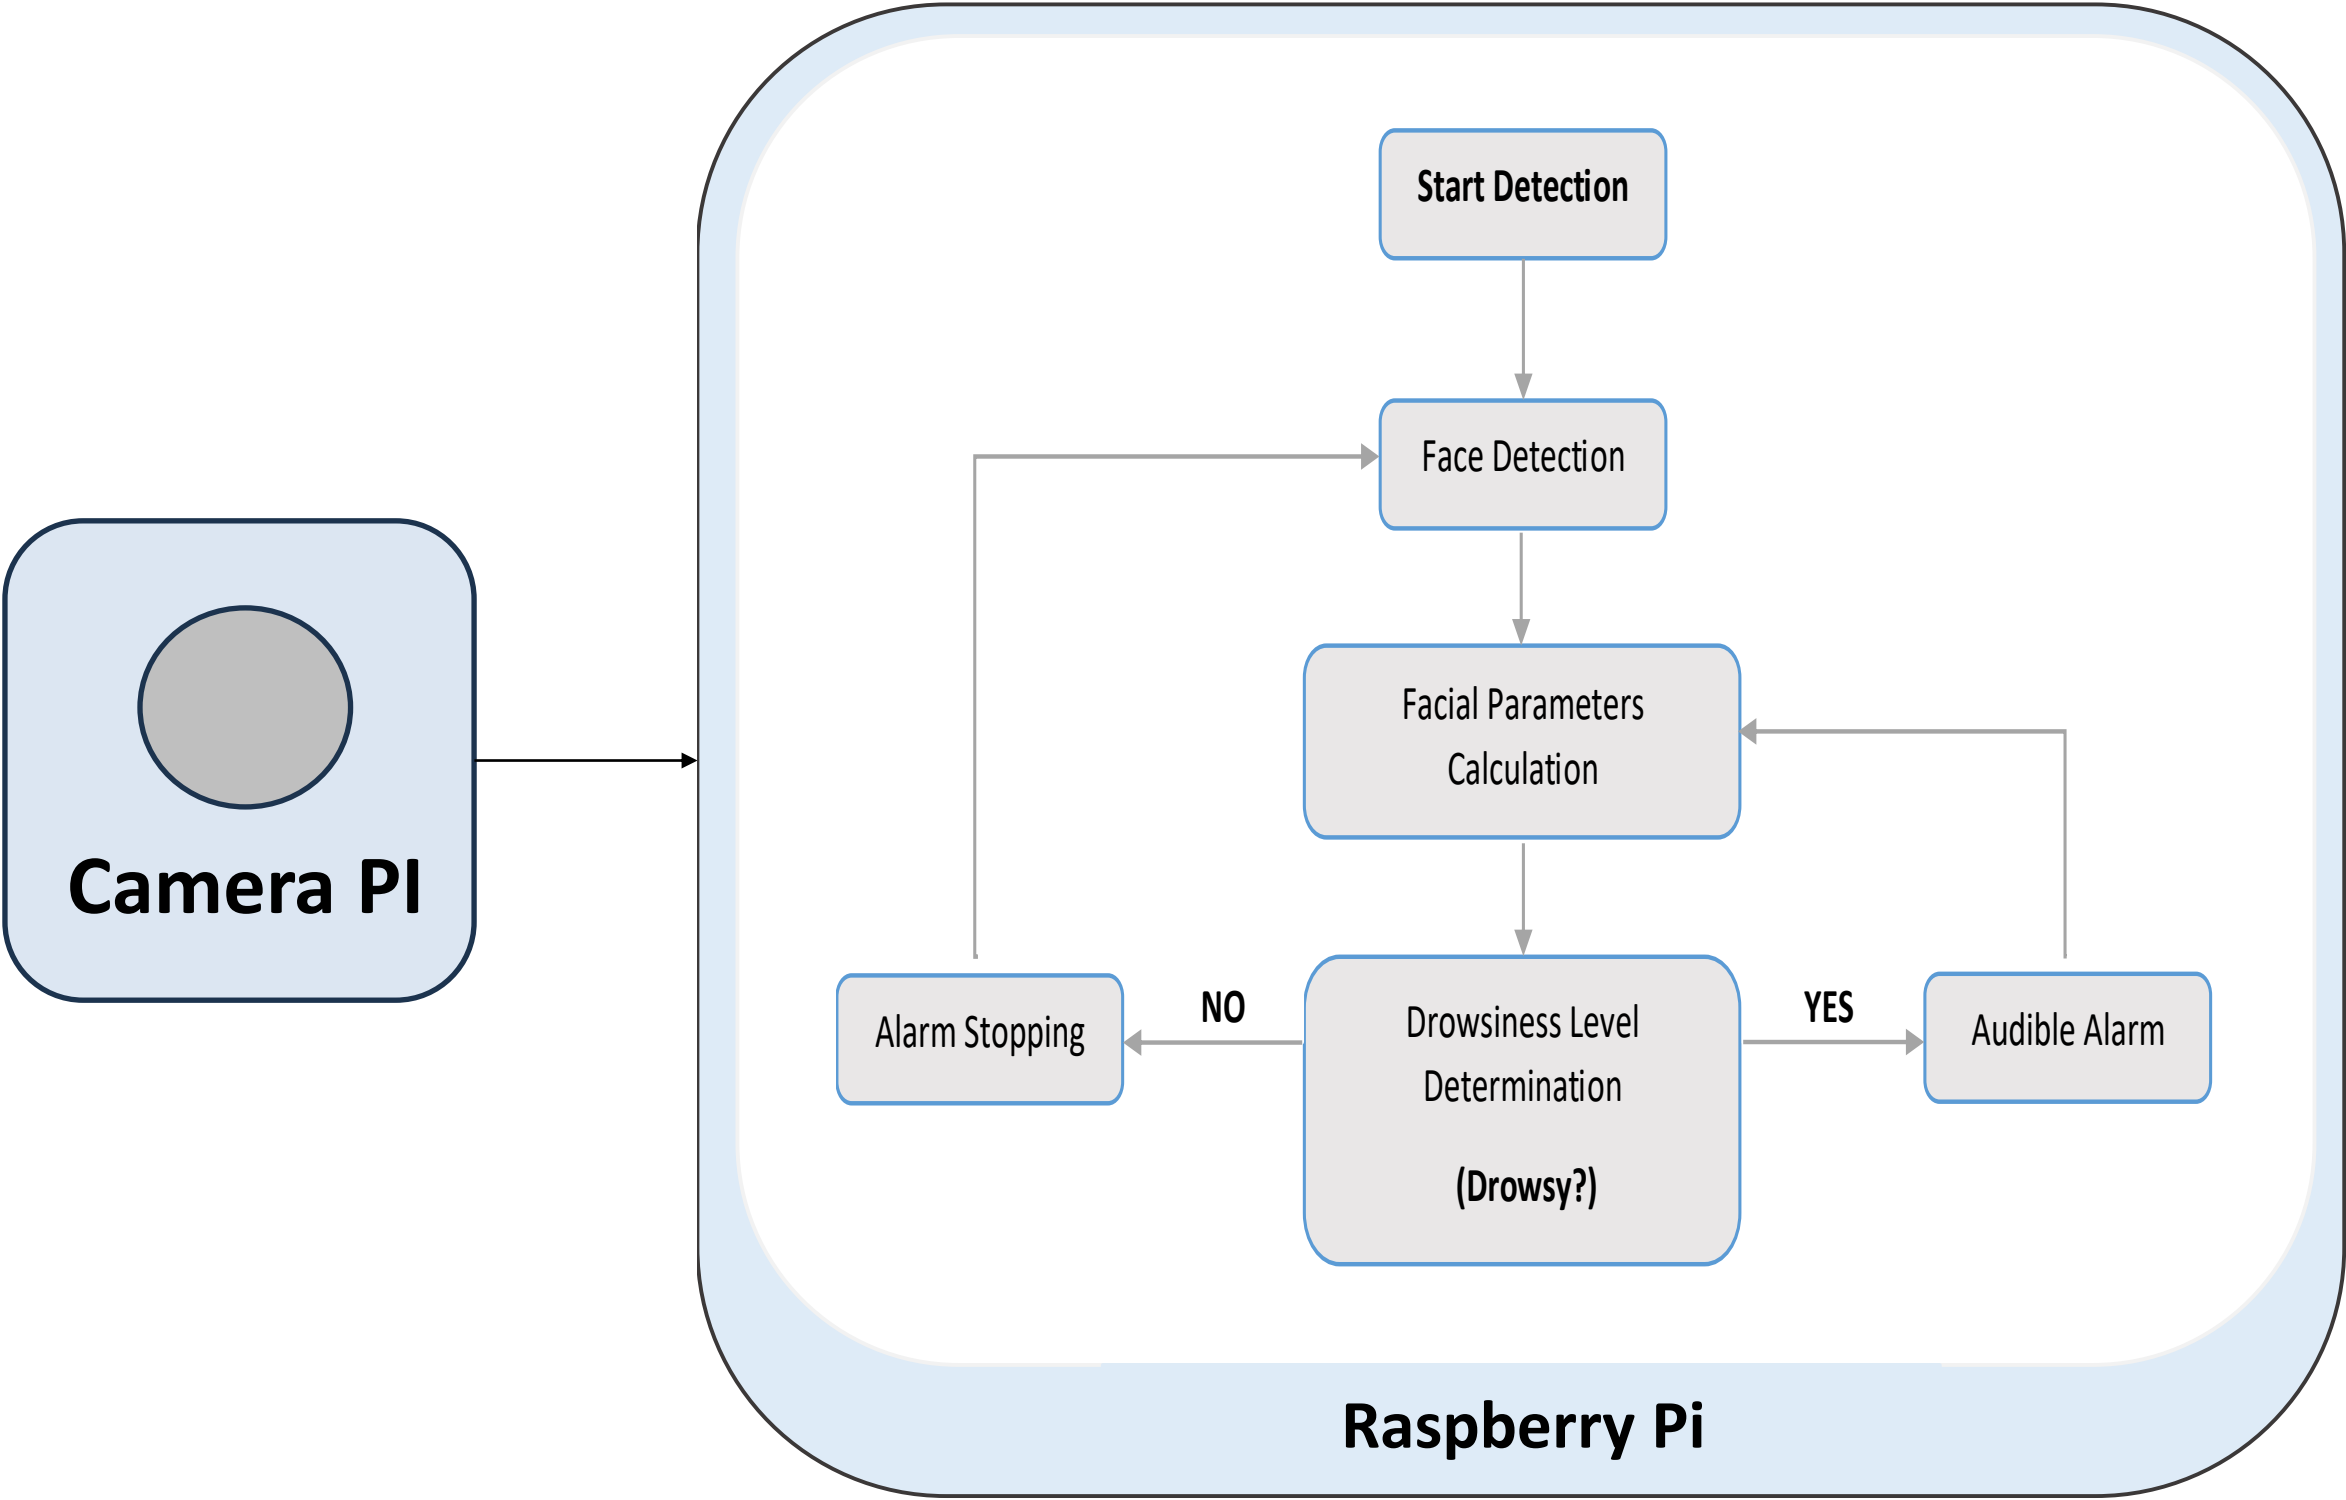 Start Detection
Face Detection
Facial Parameters
Calculation
Camera PI
Alarm Stopping
NO
Drowsiness Level
Determination
(Drowsy?)
YES
Audible Alarm
Raspberry Pi